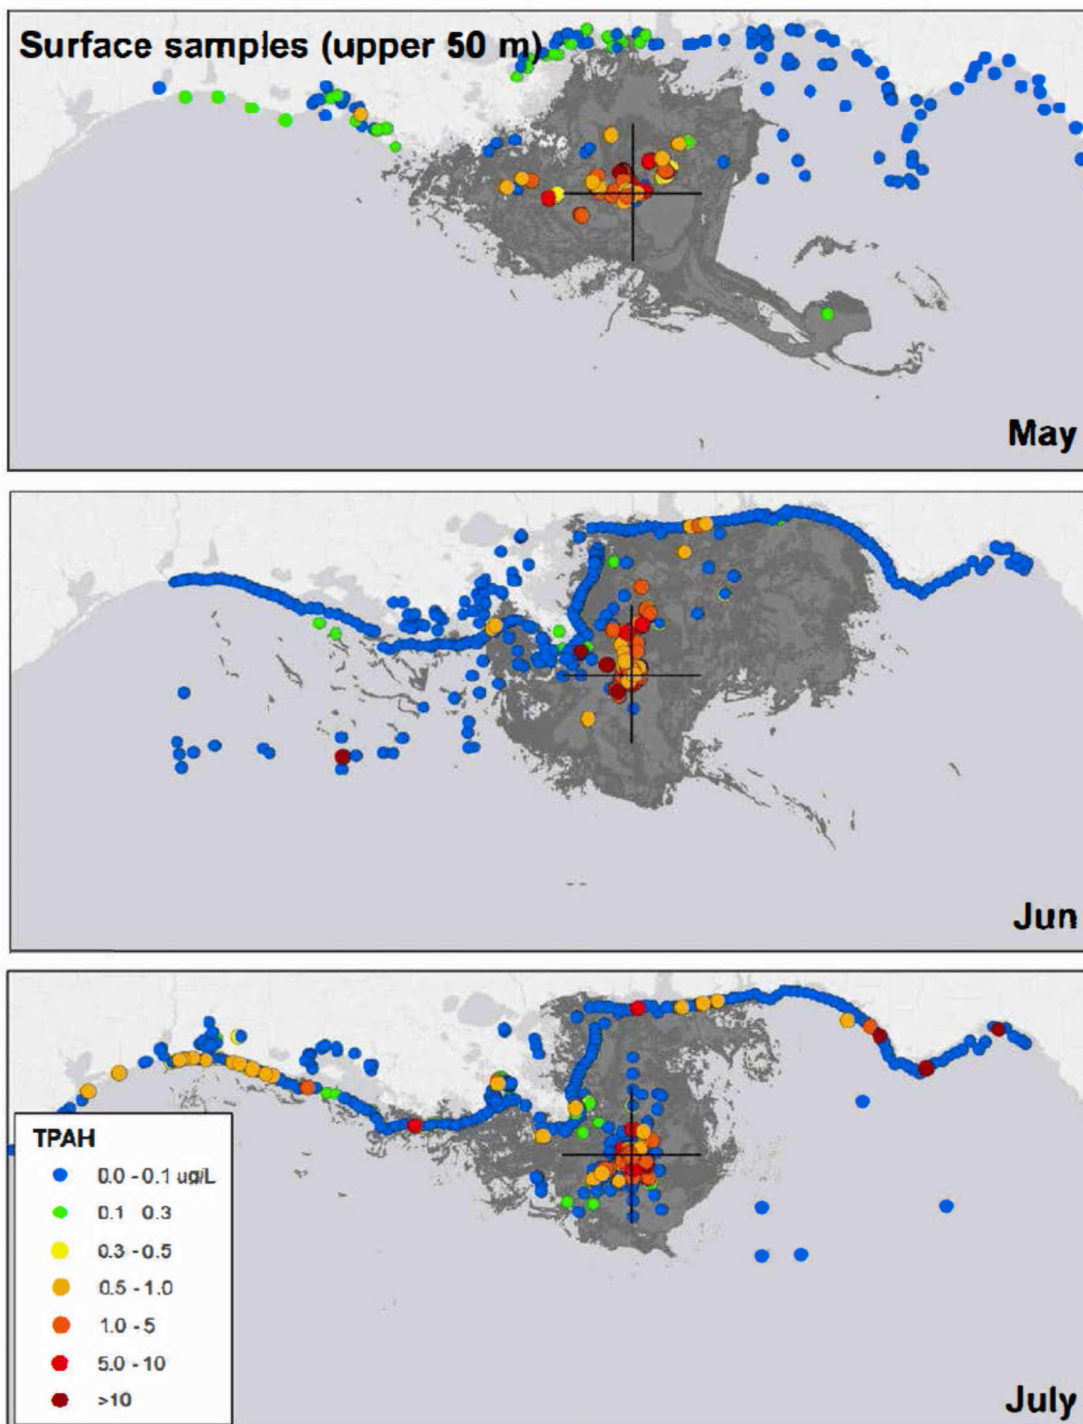 Surface samples (upper 50 m)
May
Jun
TPAH
0.0 - 0.1 ug/L
0.1 - 0.3
0.3 - 0.5
0.5 - 1.0
1.0 - 5
5.0 - 10
>10
July